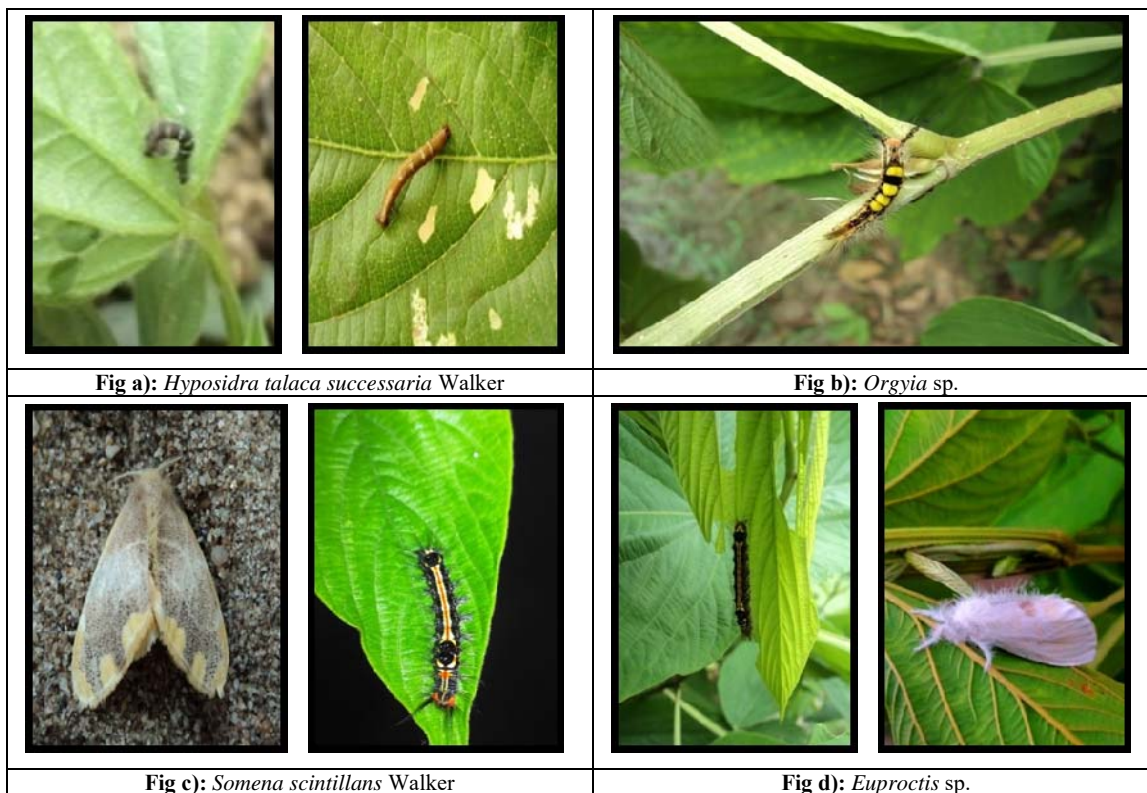 Fig a): Hyposidra talaca successaria Walker
Fig b): Orgyia sp.
Fig c): Somena scintillans Walker
Fig d): Euproctis sp.